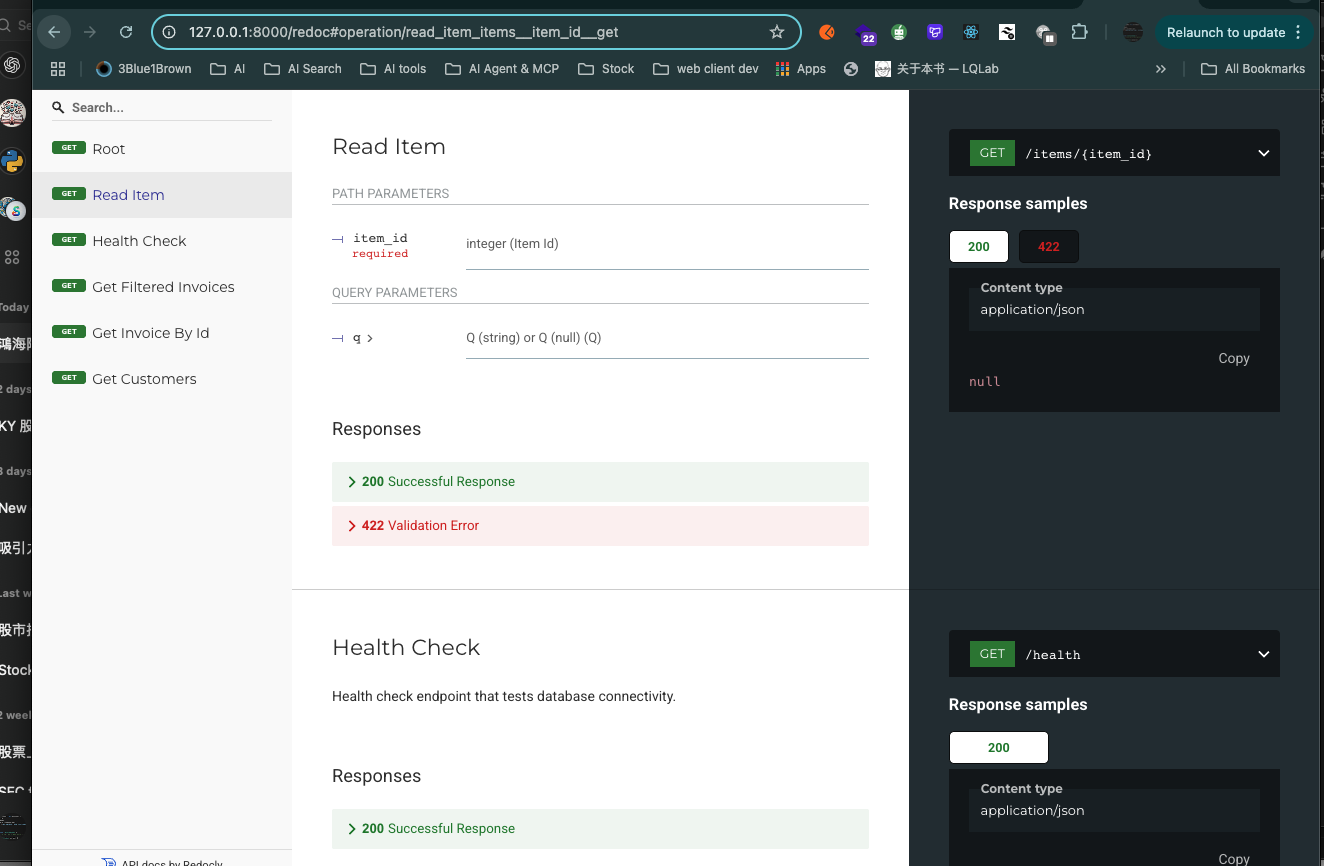 127.0.0.1:8000/redoc#operation/read_item_items__item_id__get
22
Relaunch to update
3Blue1Brown
AI
AI Search
AI tools
AI Agent & MCP
Stock
web client dev
Apps
关于本书 — LQLab
All Bookmarks
Se
Today
鴻海
2 days
KY 股
3 days
New
吸引
Last w
股市
Stock
2 week
股票
Search...
GET Root
GET Read Item
GET Health Check
GET Get Filtered Invoices
GET Get Invoice By Id
GET Get Customers
API docs by Redocly
Read Item
PATH PARAMETERS
item_id
required
integer (Item Id)
QUERY PARAMETERS
q
Q (string) or Q (null) (Q)
Responses
200 Successful Response
422 Validation Error
GET /items/{item_id}
Response samples
200 422
Content type
application/json
Copy
null
Health Check
Health check endpoint that tests database connectivity.
Responses
200 Successful Response
GET /health
Response samples
200
Content type
application/json
Copy